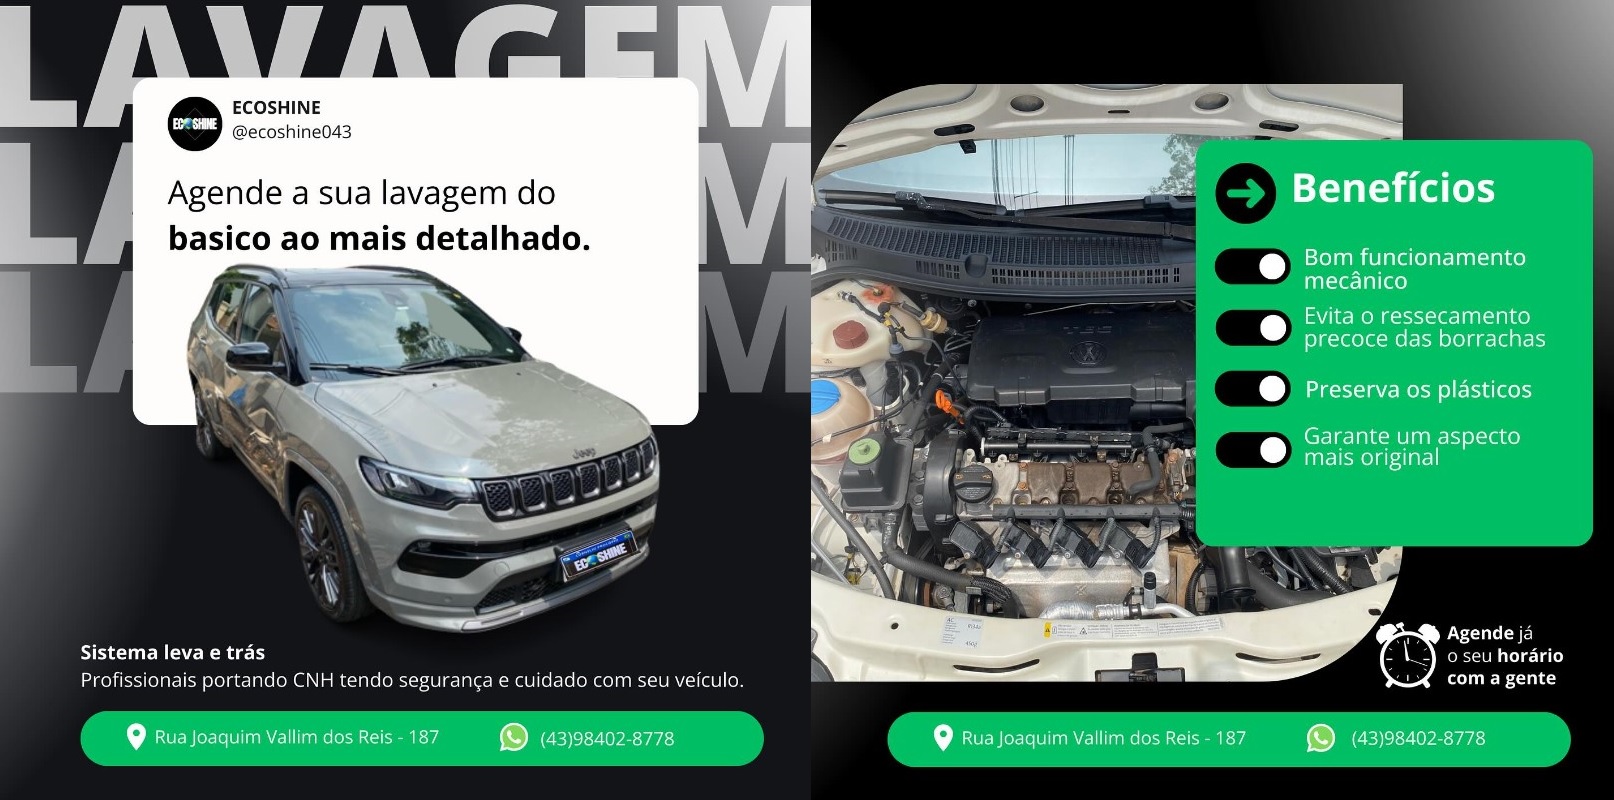 LAVAGEM
ECOSHINE
ECOSHINE
@ecoshine043
Agende a sua lavagem do
basico ao mais detalhado.
Jeep
ECOSHINE
Sistema leva e trás
Profissionais portando CNH tendo segurança e cuidado com seu veículo.
Rua Joaquim Vallim dos Reis - 187
(43)98402-8778
Benefícios
Bom funcionamento
mecânico
Evita o ressecamento
precoce das borrachas
Preserva os plásticos
Garante um aspecto
mais original
Agende já
o seu horário
com a gente
Rua Joaquim Vallim dos Reis - 187
(43)98402-8778